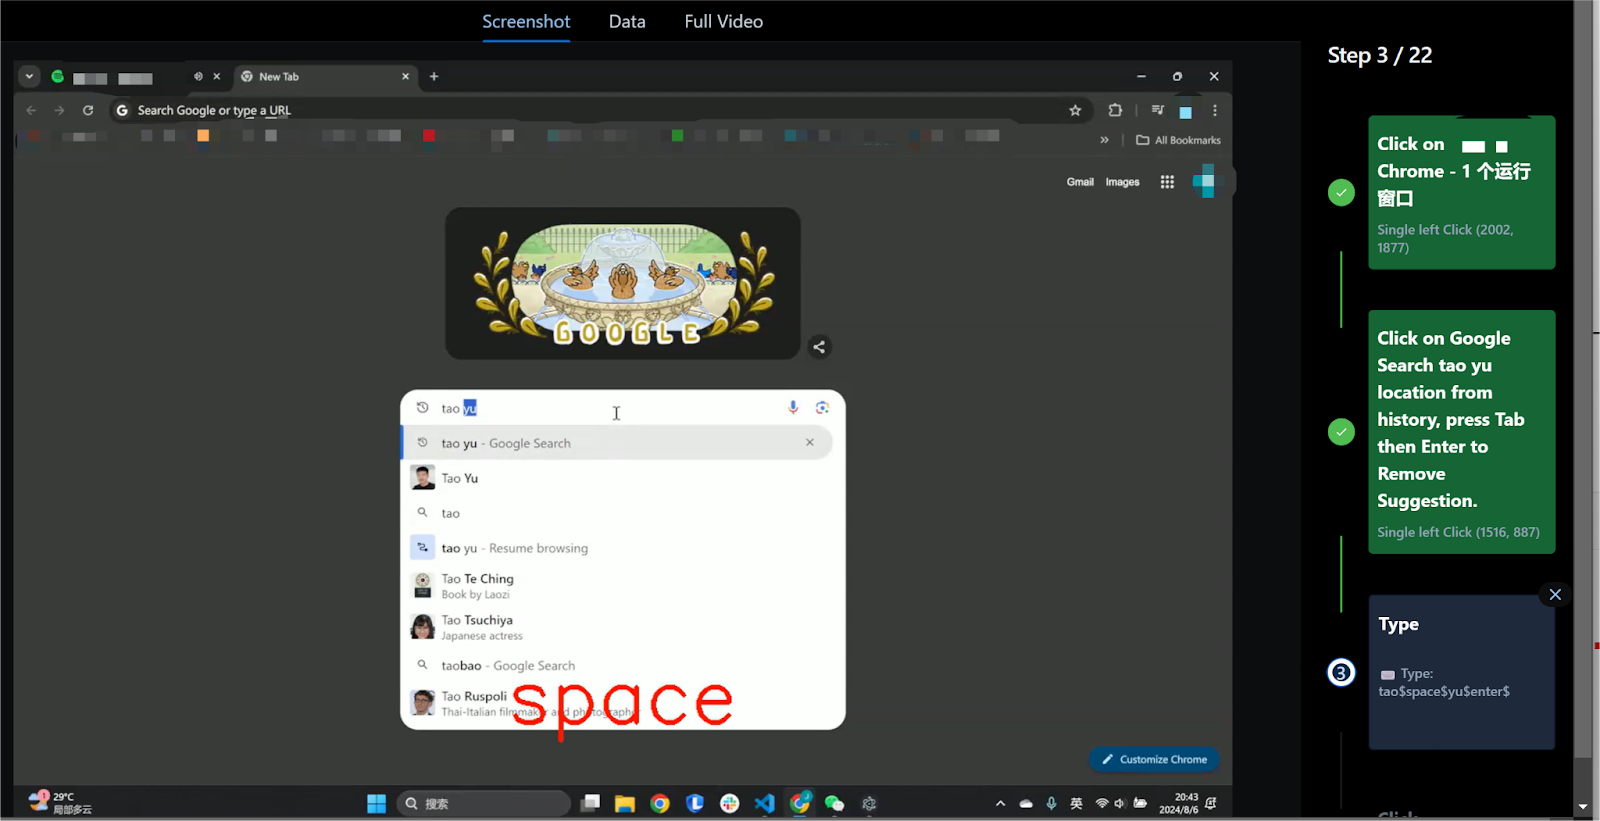 Screenshot
Data
Full Video
Step 3 / 22
New Tab
Search Google or type a URL
All Bookmarks
Gmail
Images
GOOGLE
tao yu
tao yu - Google Search
Tao Yu
tao
tao yu - Resume browsing
Tao Te Ching
Book by Laozi
Tao Tsuchiya
Japanese actress
taobao - Google Search
Tao Ruspoli
Thai-Italian filmmaker and photographer
space
Customize Chrome
1
29°C
局部多云
搜索
英
20:43
2024/8/6
Click on
Chrome - 1 个运行
窗口
Single left Click (2002,
1877)
Click on Google
Search tao yu
location from
history, press Tab
then Enter to
Remove
Suggestion.
Single left Click (1516, 887)
3
Type
Type:
tao$space$yu$enter$